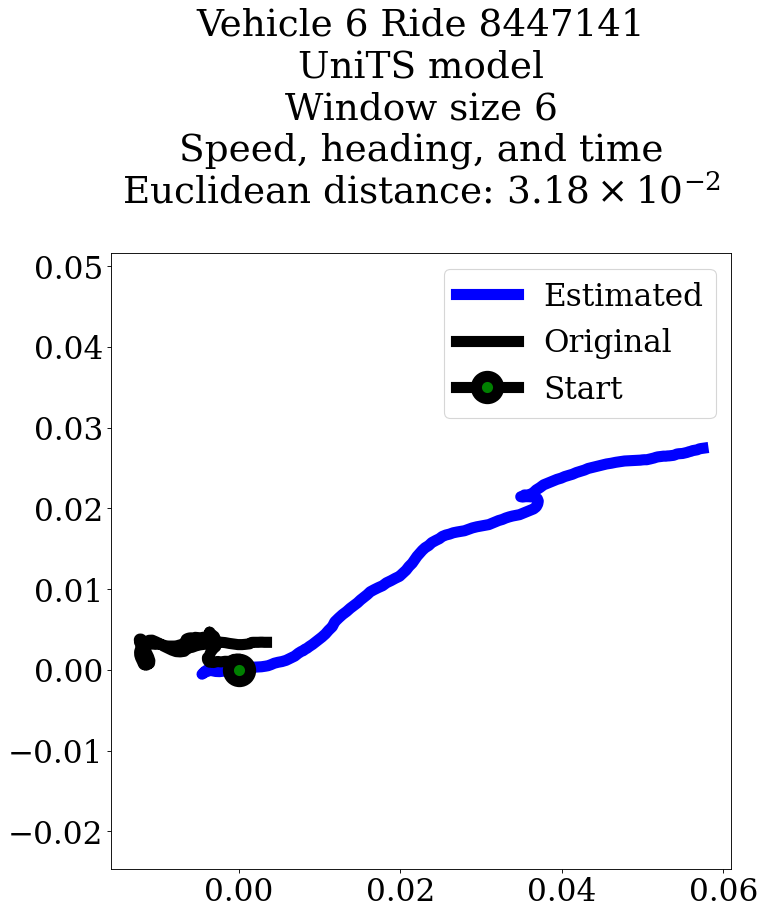 Vehicle 6 Ride 8447141
UniTS model
Window size 6
Speed, heading, and time
Euclidean distance: 3.18 × 10⁻²
0.05
0.04
0.03
0.02
0.01
0.00
−0.01
−0.02
Estimated
Original
Start
0.00 0.02 0.04 0.06